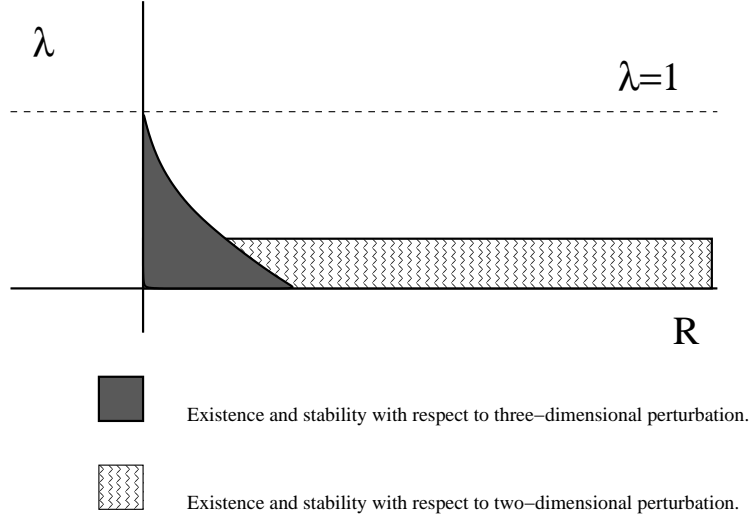 λ
λ=1
R
Existence and stability with respect to three−dimensional perturbation.
Existence and stability with respect to two−dimensional perturbation.